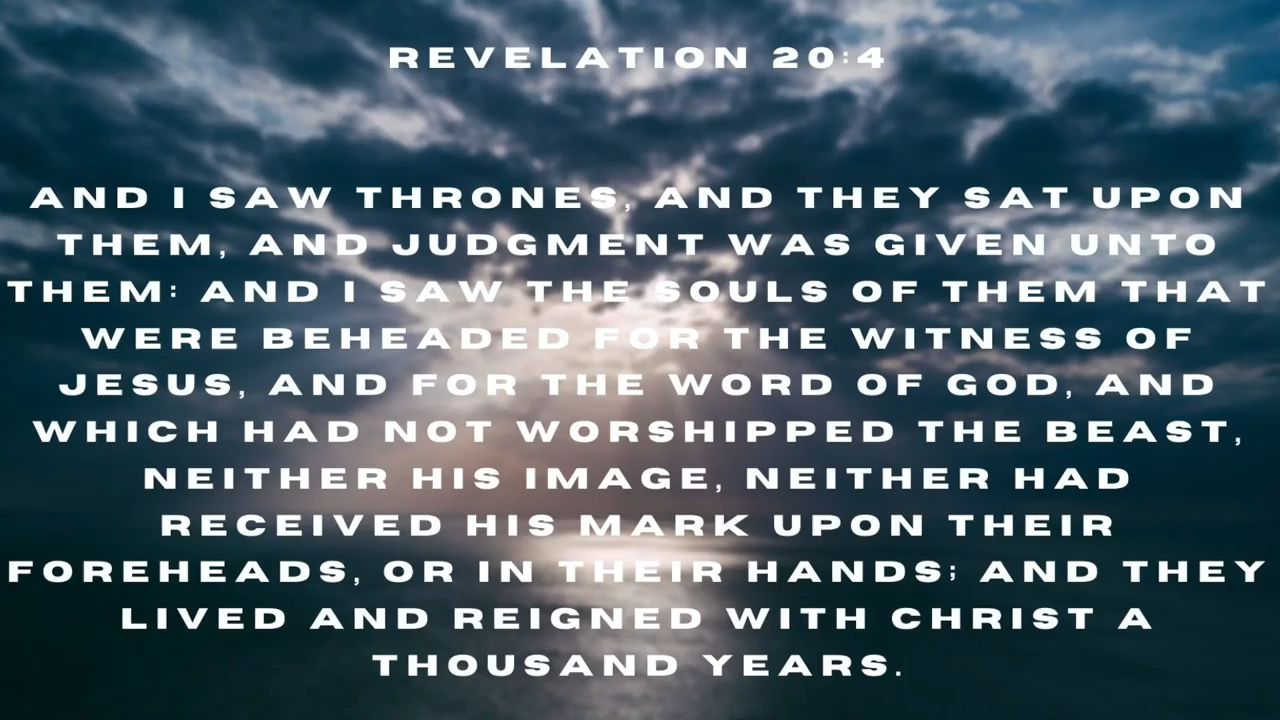 REVELATION 20:4
AND I SAW THRONES, AND THEY SAT UPON
THEM, AND JUDGMENT WAS GIVEN UNTO
THEM: AND I SAW THE SOULS OF THEM THAT
WERE BEHEADED FOR THE WITNESS OF
JESUS, AND FOR THE WORD OF GOD, AND
WHICH HAD NOT WORSHIPPED THE BEAST,
NEITHER HIS IMAGE, NEITHER HAD
RECEIVED HIS MARK UPON THEIR
FOREHEADS, OR IN THEIR HANDS; AND THEY
LIVED AND REIGNED WITH CHRIST A
THOUSAND YEARS.